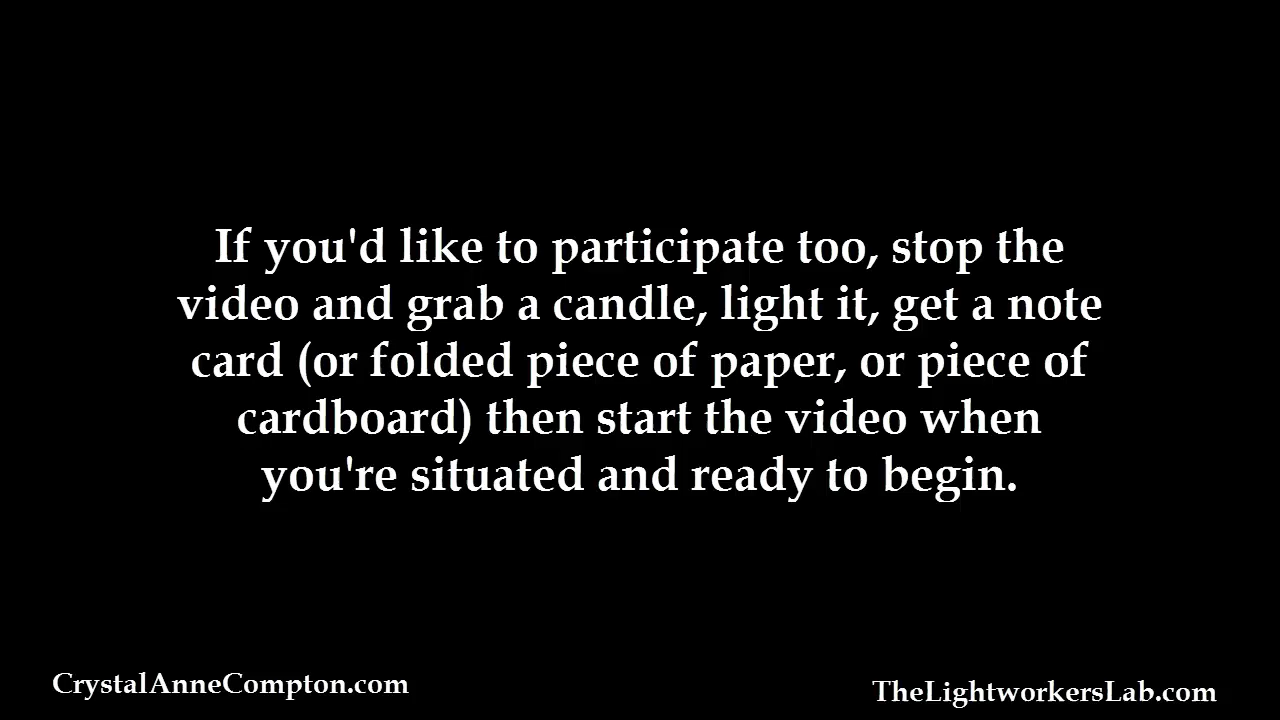 If you'd like to participate too, stop the
video and grab a candle, light it, get a note
card (or folded piece of paper, or piece of
cardboard) then start the video when
you're situated and ready to begin.
CrystalAnneCompton.com
TheLightworkersLab.com